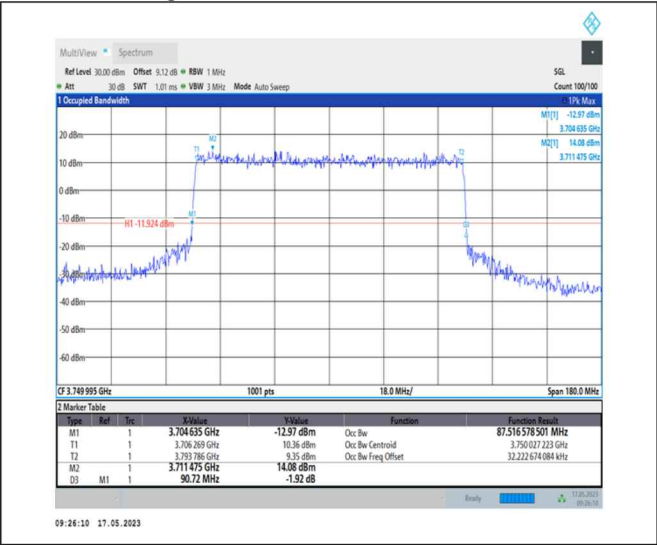 MultiView Spectrum
Ref Level 30.00 dBm Offset 9.12 dB RBW 1 MHz SGL
Att 30 dB SWT 1.01 ms VBW 3 MHz Mode Auto Sweep Count 100/100
1 Occupied Bandwidth 1Pk Max
M1[1] -12.97 dBm
3.704 635 GHz
M2[1] 14.08 dBm
3.711 475 GHz
20 dBm
M2
T1
T2
10 dBm
0 dBm
-10 dBm
M1
H1 -11.924 dBm
D3
-20 dBm
-30 dBm
-40 dBm
-50 dBm
-60 dBm
CF 3.749 995 GHz 1001 pts 18.0 MHz/ Span 180.0 MHz
2 Marker Table
Type Ref Trc X-Value Y-Value Function Function Result
M1 1 3.704 635 GHz -12.97 dBm Occ Bw 87.516 578 501 MHz
T1 1 3.706 269 GHz 10.36 dBm Occ Bw Centroid 3.750 027 223 GHz
T2 1 3.793 786 GHz 9.35 dBm Occ Bw Freq Offset 32.222 674 084 kHz
M2 1 3.711 475 GHz 14.08 dBm
D3 M1 1 90.72 MHz -1.92 dB
Ready 17.05.2023
09:26:10
09:26:10 17.05.2023